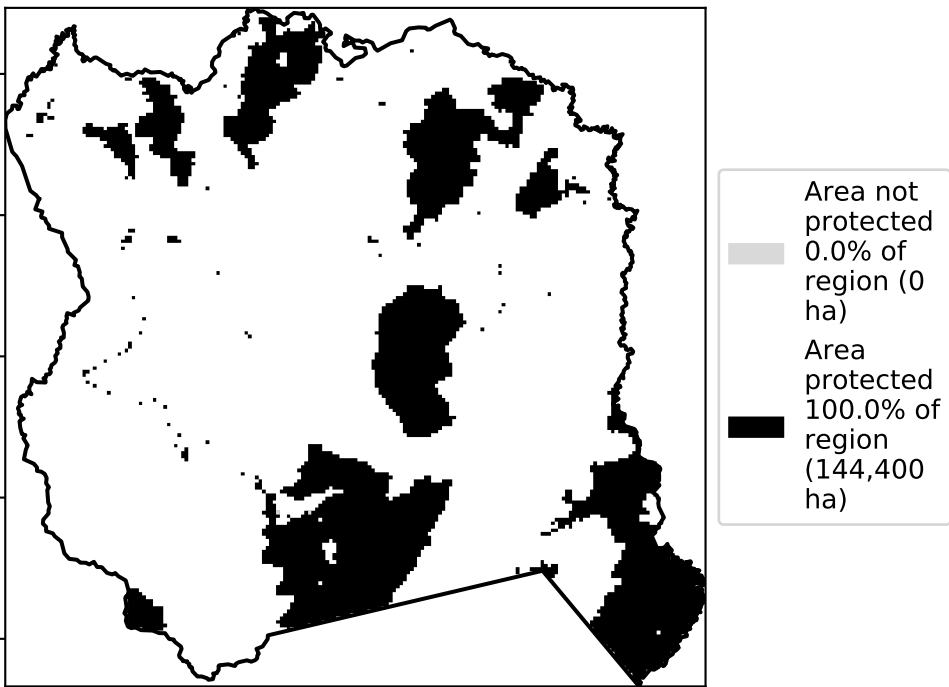 Area not
protected
0.0% of
region (0
ha)
Area
protected
100.0% of
region
(144,400
ha)